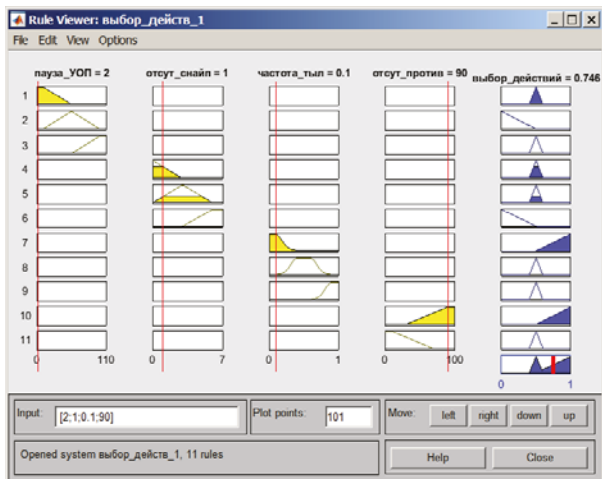 Rule Viewer: выбор_действ_1
File Edit View Options
пауза_УОП = 2 отсут_снайп = 1 частота_тыл = 0.1 отсут_против = 90 выбор_действий = 0.746
1
2
3
4
5
6
7
8
9
10
11
0 110 0 7 0 1 0 100
0 1
Input: [2;1;0.1;90] Plot points: 101 Move: left right down up
Opened system выбор_действ_1, 11 rules Help Close